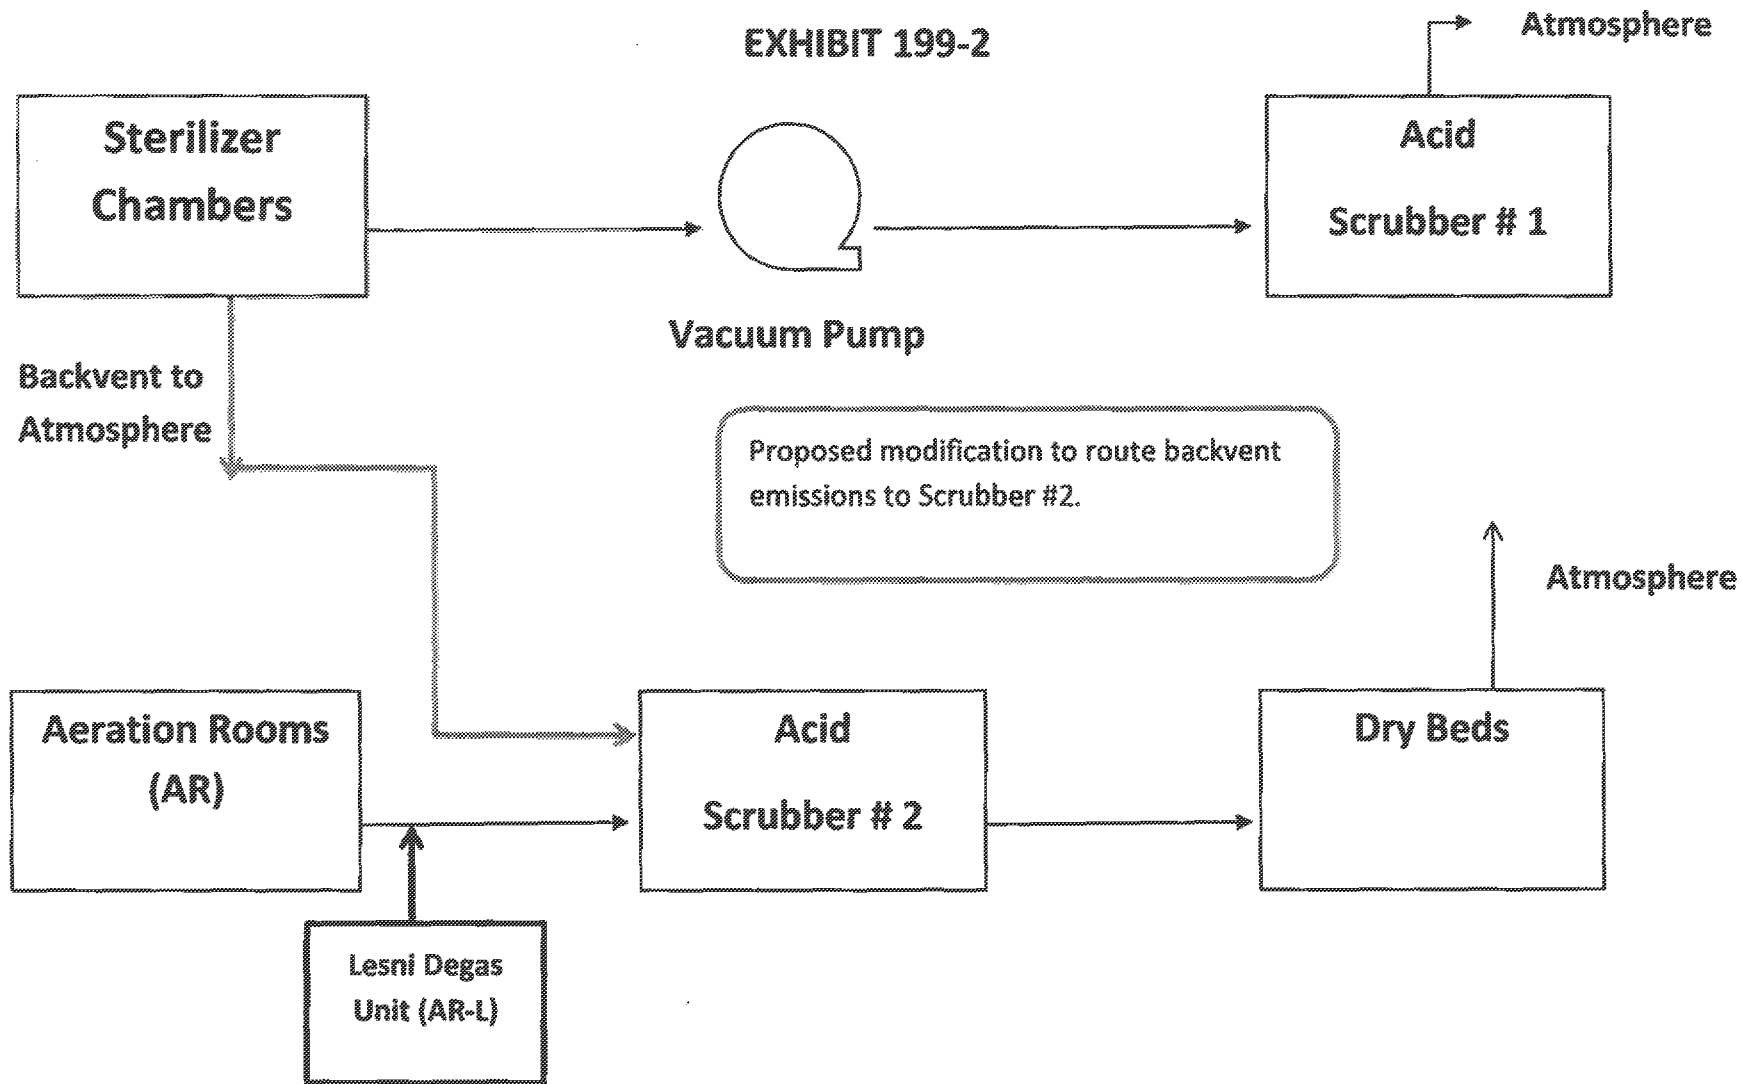 EXHIBIT 199-2
Atmosphere
Sterilizer
Chambers
Acid
Scrubber # 1
Vacuum Pump
Backvent to
Atmosphere
Proposed modification to route backvent
emissions to Scrubber #2.
Atmosphere
Aeration Rooms
(AR)
Acid
Scrubber # 2
Dry Beds
Lesni Degas
Unit (AR-L)